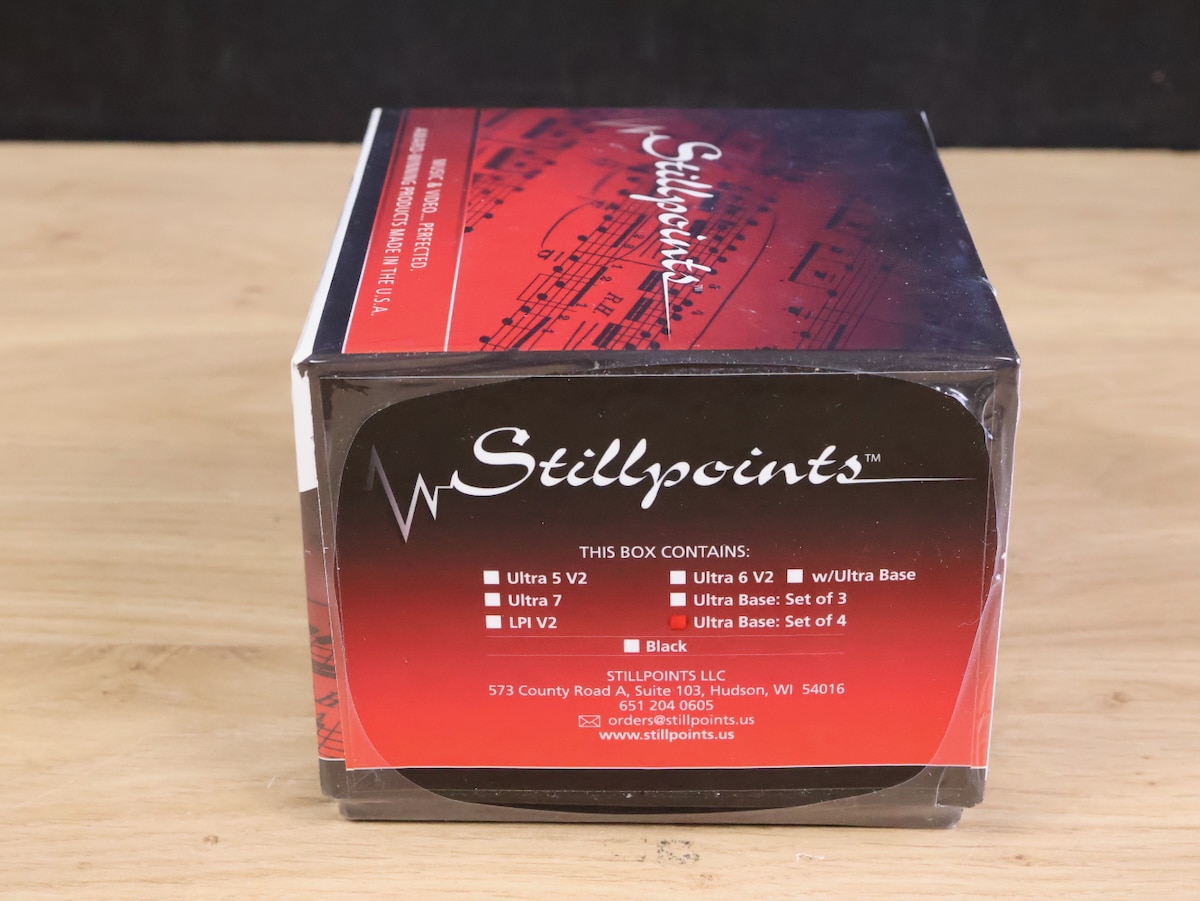 Stillpoints™
MUSIC & VIDEO... PERFECTED.
AWARD-WINNING PRODUCTS MADE IN THE U.S.A.
R.H.
Stillpoints™
THIS BOX CONTAINS:
Ultra 5 V2 Ultra 6 V2 w/Ultra Base
Ultra 7 Ultra Base: Set of 3
LPI V2 Ultra Base: Set of 4
Black
STILLPOINTS LLC
573 County Road A, Suite 103, Hudson, WI 54016
651 204 0605
orders@stillpoints.us
www.stillpoints.us